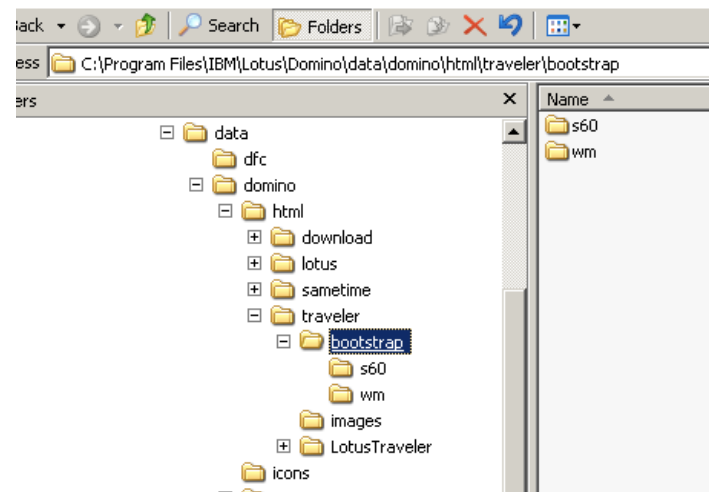 Back Search Folders
ess C:\Program Files\IBM\Lotus\Domino\data\domino\html\traveler\bootstrap
ers Name
data
dfc
domino
html
download
lotus
sametime
traveler
bootstrap
s60
wm
images
LotusTraveler
icons
s60
wm